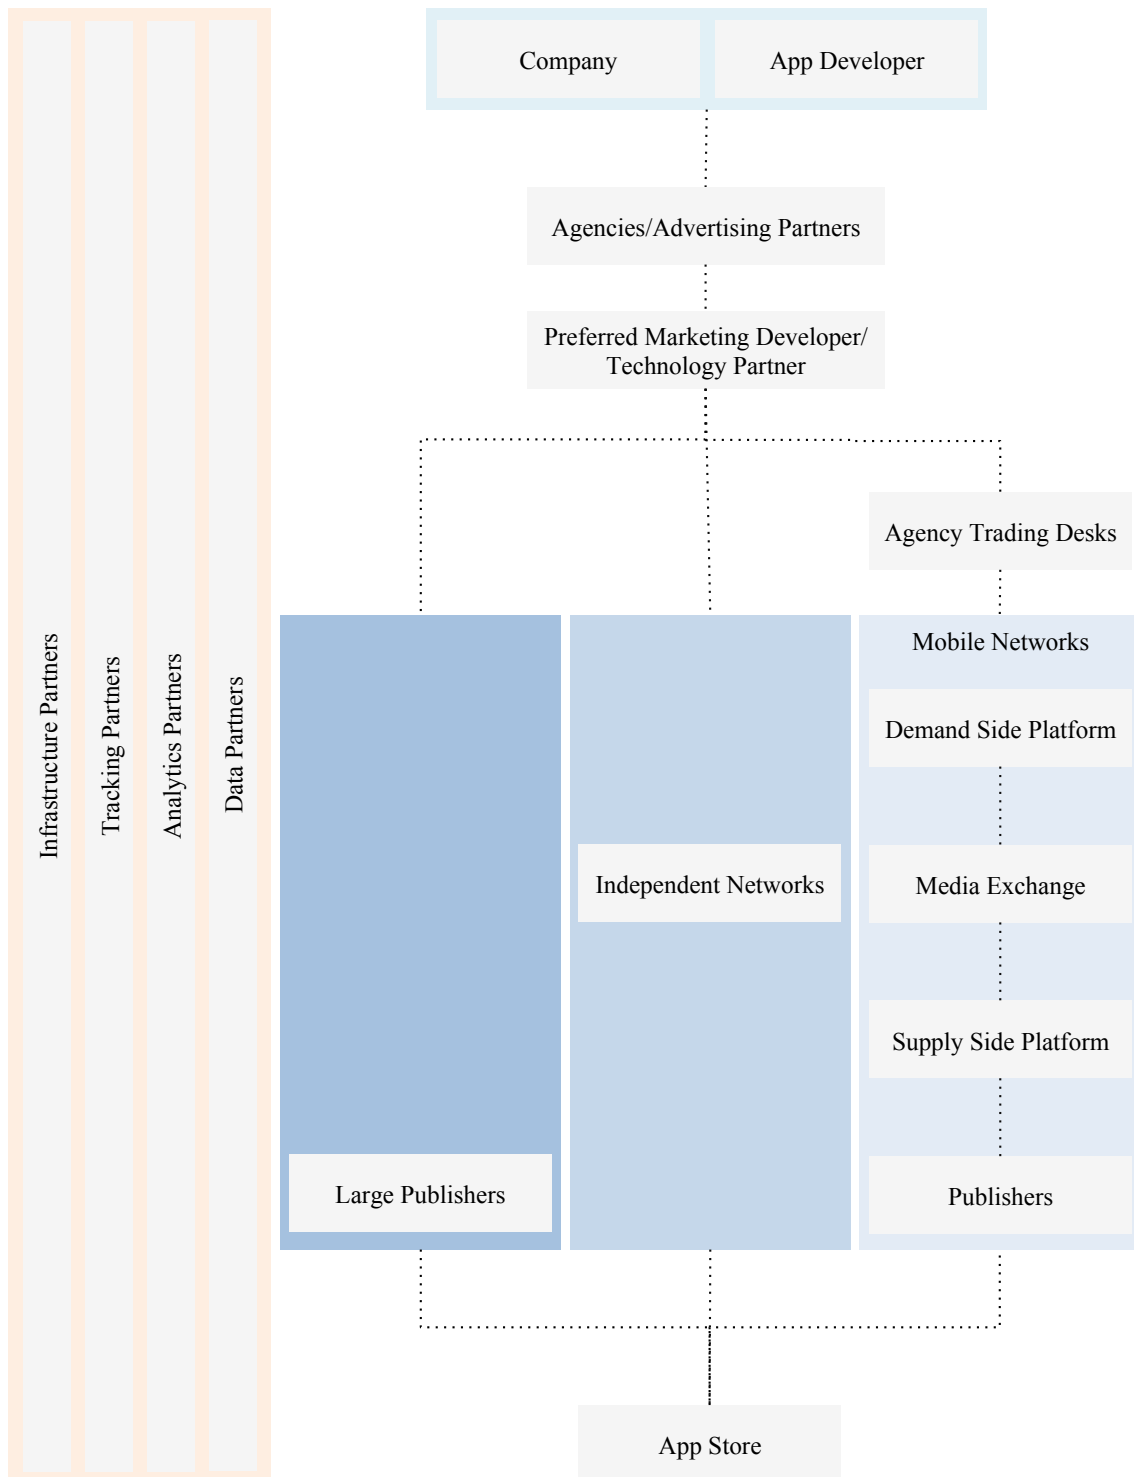 Company
App Developer
Agencies/Advertising Partners
Preferred Marketing Developer/
Technology Partner
Agency Trading Desks
Infrastructure Partners
Tracking Partners
Analytics Partners
Data Partners
Mobile Networks
Demand Side Platform
Independent Networks
Media Exchange
Supply Side Platform
Large Publishers
Publishers
App Store